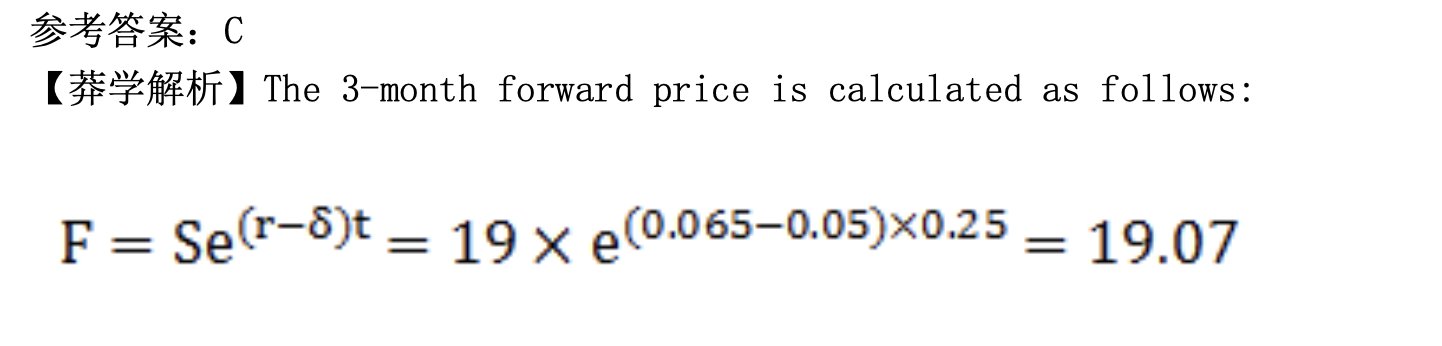 参考答案：C
【莽学解析】The 3-month forward price is calculated as follows:
F = Se^(r−δ)t = 19 × e^(0.065−0.05)×0.25 = 19.07